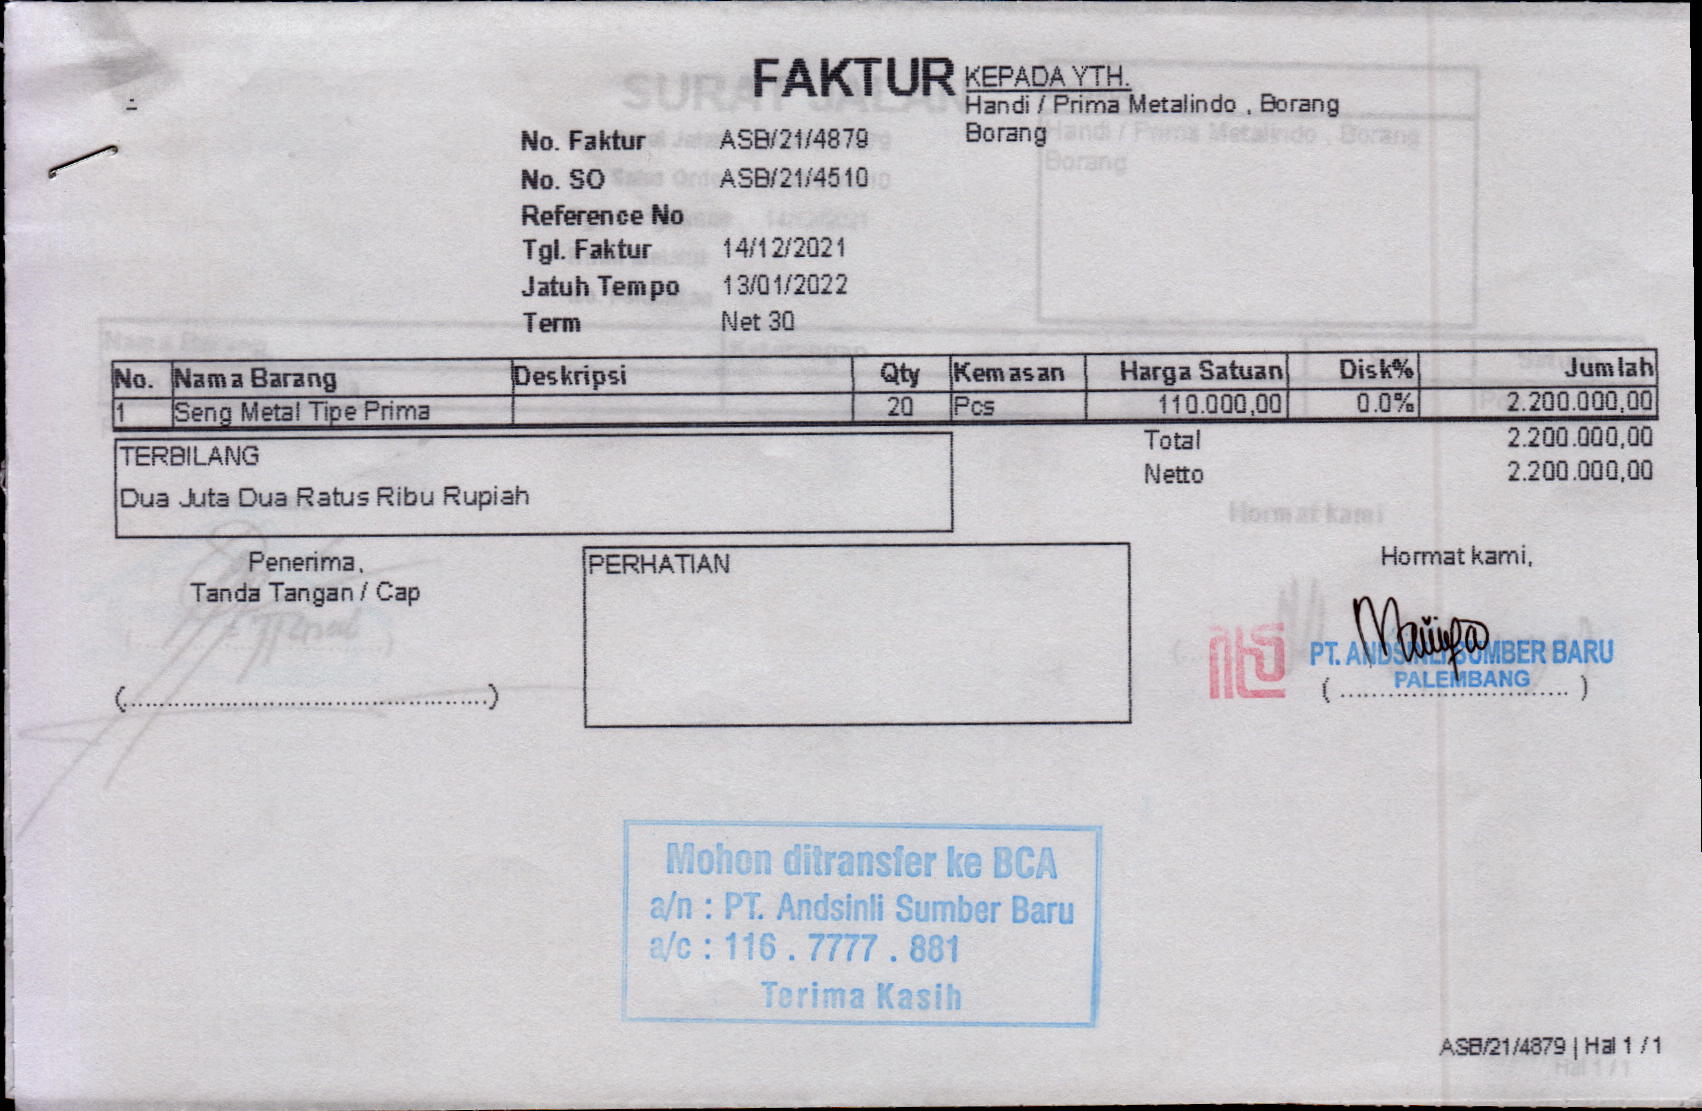 FAKTUR
KEPADA YTH.
Handi / Prima Metalindo , Borang
Borang
No. Faktur ASB/21/4879
No. SO ASB/21/4510
Reference No
Tgl. Faktur 14/12/2021
Jatuh Tempo 13/01/2022
Term Net 30
No. Nama Barang Deskripsi Qty Kemasan Harga Satuan Disk% Jumlah
1 Seng Metal Tipe Prima 20 Pcs 110.000,00 0.0% 2.200.000,00
Total 2.200.000,00
Netto 2.200.000,00
TERBILANG
Dua Juta Dua Ratus Ribu Rupiah
Penerima,
Tanda Tangan / Cap
(................................................)
PERHATIAN
Hormat kami,
PT. ANDSINLI SUMBER BARU
PALEMBANG
( .............................. )
Mohon ditransfer ke BCA
a/n : PT. Andsinli Sumber Baru
a/c : 116 . 7777 . 881
Terima Kasih
ASB/21/4879 | Hal 1 / 1